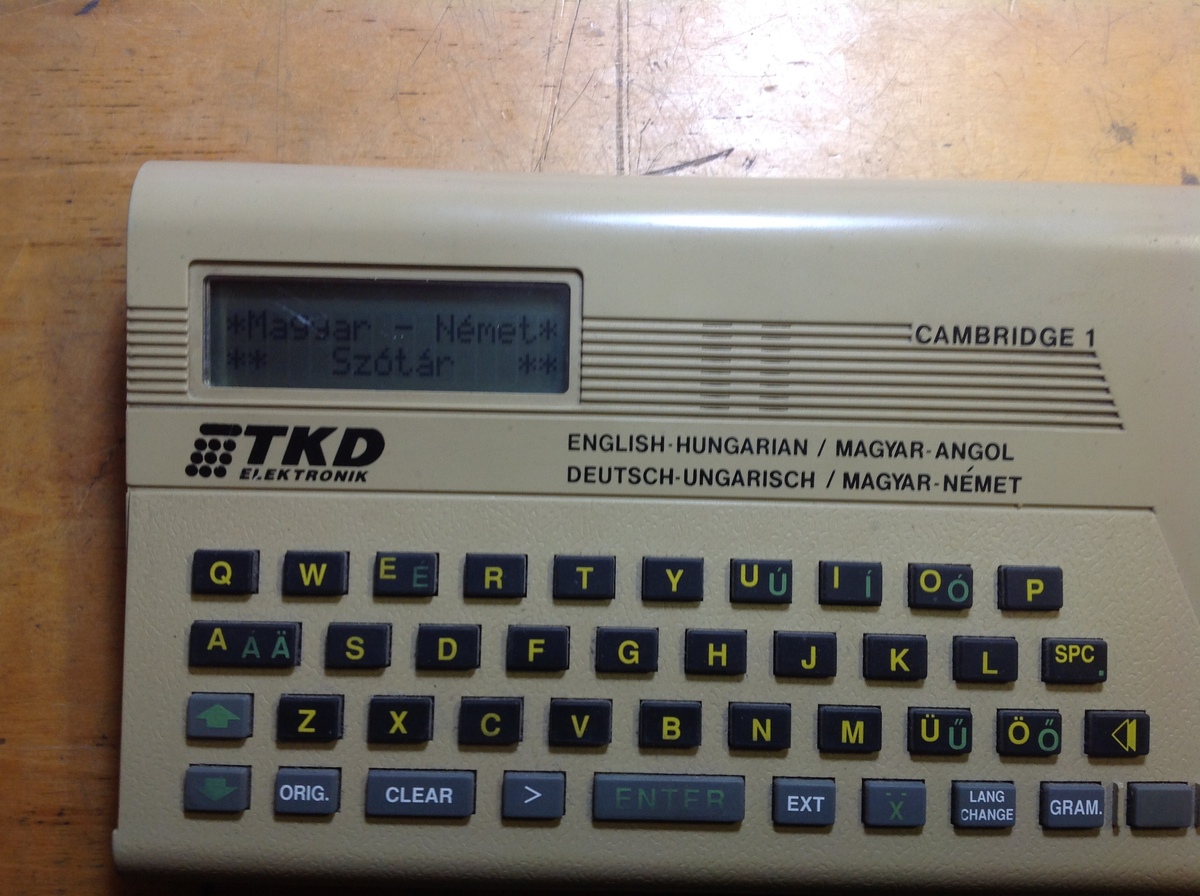 *Magyar - Német*
** Szótár **
CAMBRIDGE 1
TKD
ELEKTRONIK
ENGLISH-HUNGARIAN / MAGYAR-ANGOL
DEUTSCH-UNGARISCH / MAGYAR-NÉMET
Q W E É R T Y U Ú I Í O Ó P
A Á Ä S D F G H J K L SPC .
Z X C V B N M Ü Ű Ö Ő
ORIG. CLEAR > ENTER EXT Ẍ LANG CHANGE GRAM.